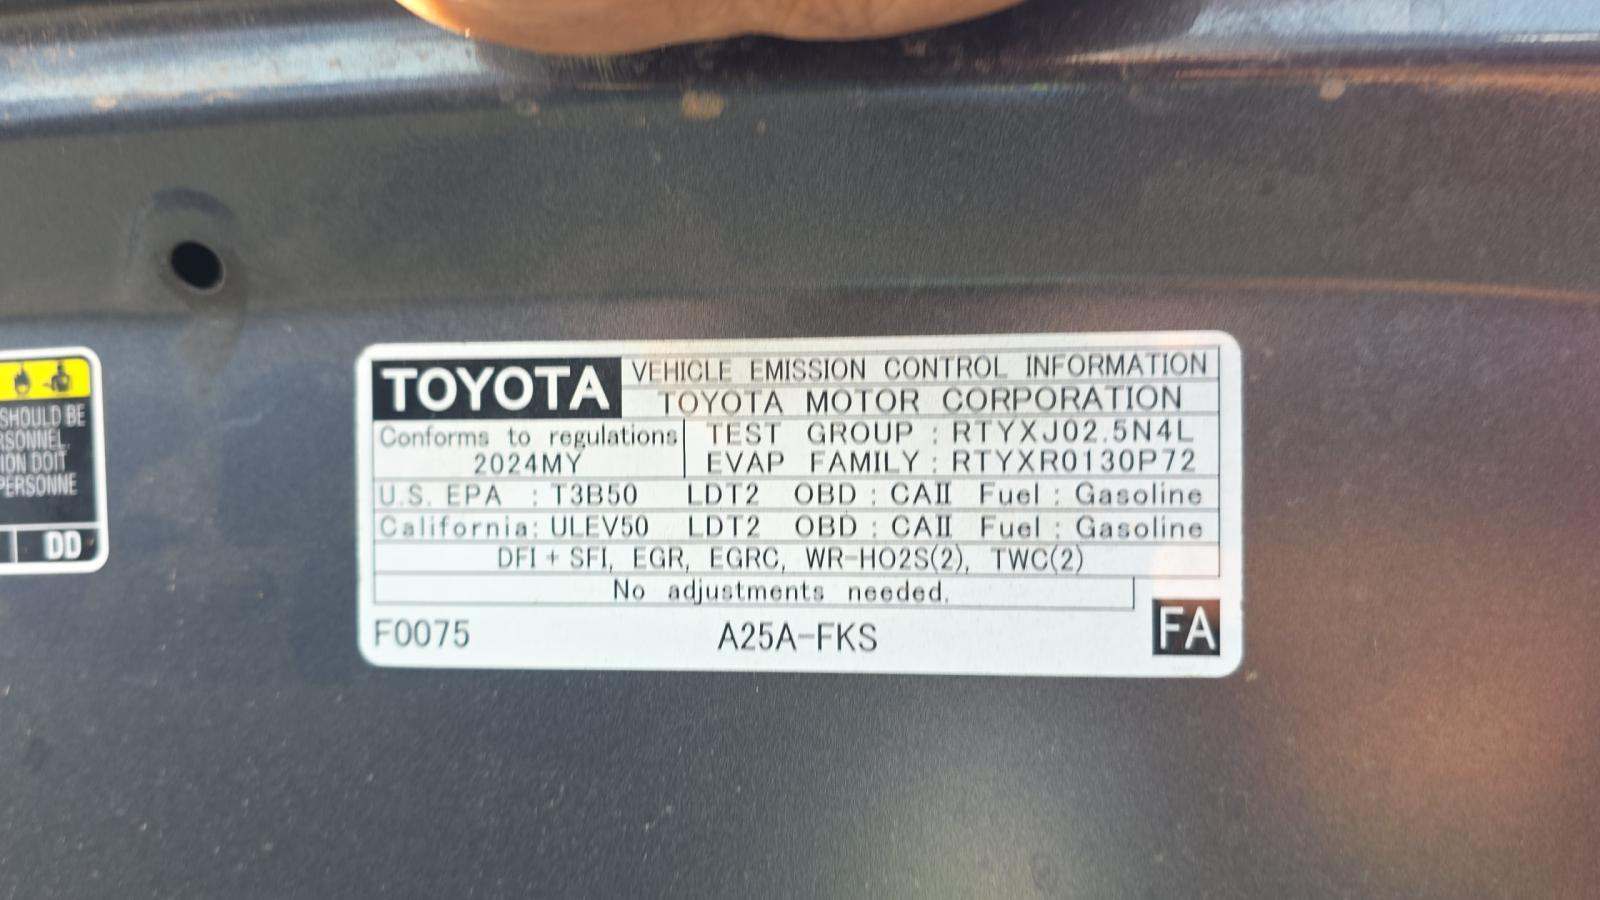 TOYOTA
VEHICLE EMISSION CONTROL INFORMATION
TOYOTA MOTOR CORPORATION
Conforms to regulations
2024MY
TEST GROUP : RTYXJ02.5N4L
EVAP FAMILY : RTYXR0130P72
U.S. EPA : T3B50 LDT2 OBD : CAII Fuel : Gasoline
California: ULEV50 LDT2 OBD : CAII Fuel : Gasoline
DFI + SFI, EGR, EGRC, WR-HO2S(2), TWC(2)
No adjustments needed.
F0075 A25A-FKS FA
SHOULD BE
RSONNEL.
ION DOIT
PERSONNE
DD